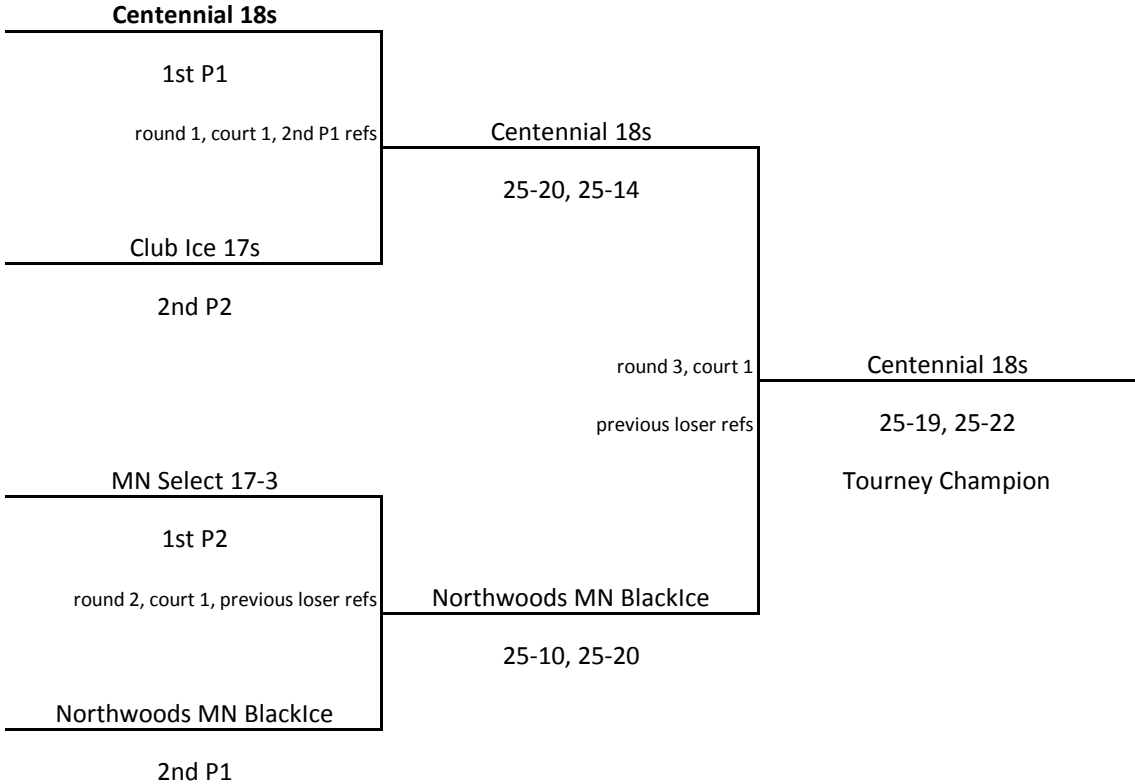 Centennial 18s
1st P1
round 1, court 1, 2nd P1 refs
Centennial 18s
25-20, 25-14
Club Ice 17s
2nd P2
round 3, court 1
Centennial 18s
previous loser refs
25-19, 25-22
MN Select 17-3
Tourney Champion
1st P2
round 2, court 1, previous loser refs
Northwoods MN BlackIce
25-10, 25-20
Northwoods MN BlackIce
2nd P1